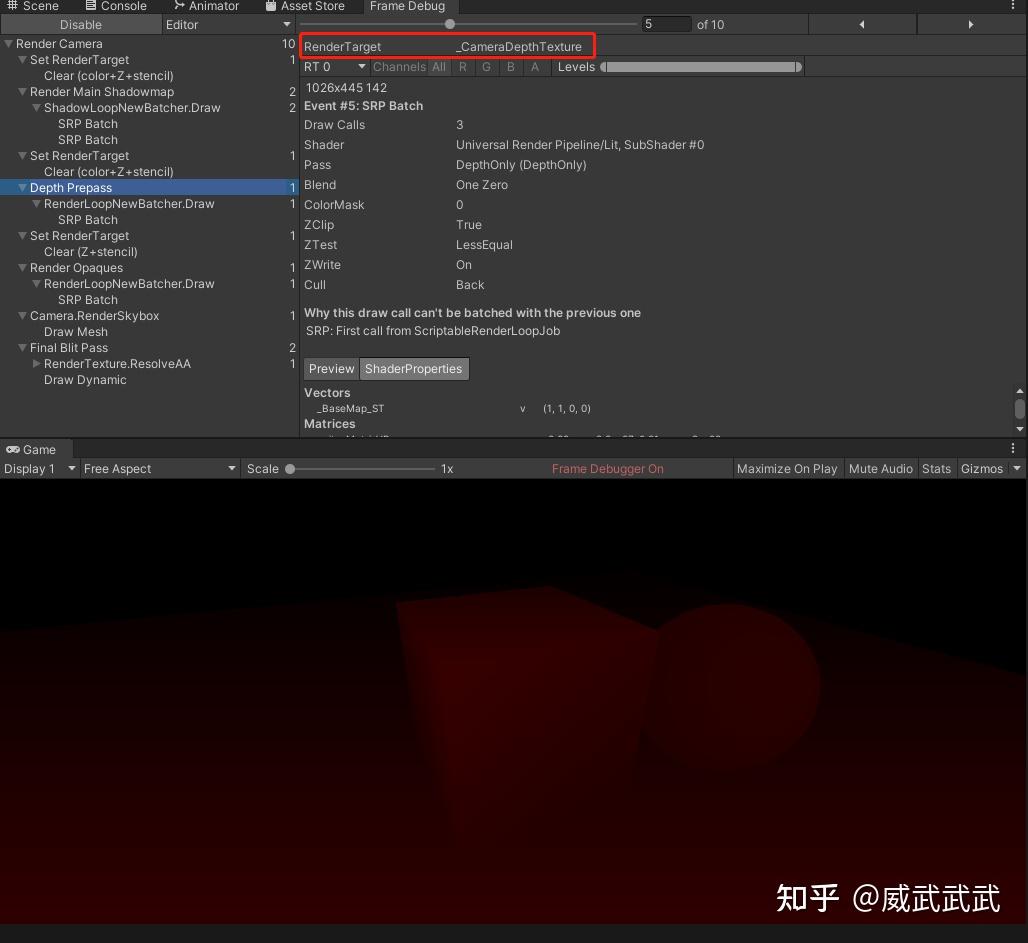 Scene Console Animator Asset Store Frame Debug
Disable Editor 5 of 10
Render Camera 10
Set RenderTarget 1
Clear (color+Z+stencil)
Render Main Shadowmap 2
ShadowLoopNewBatcher.Draw 2
SRP Batch
SRP Batch
Set RenderTarget 1
Clear (color+Z+stencil)
Depth Prepass 1
RenderLoopNewBatcher.Draw 1
SRP Batch
Set RenderTarget 1
Clear (Z+stencil)
Render Opaques 1
RenderLoopNewBatcher.Draw 1
SRP Batch
Camera.RenderSkybox 1
Draw Mesh
Final Blit Pass 2
RenderTexture.ResolveAA 1
Draw Dynamic
RenderTarget _CameraDepthTexture
RT 0 Channels All R G B A Levels
1026x445 142
Event #5: SRP Batch
Draw Calls 3
Shader Universal Render Pipeline/Lit, SubShader #0
Pass DepthOnly (DepthOnly)
Blend One Zero
ColorMask 0
ZClip True
ZTest LessEqual
ZWrite On
Cull Back
Why this draw call can't be batched with the previous one
SRP: First call from ScriptableRenderLoopJob
Preview ShaderProperties
Vectors
_BaseMap_ST v (1, 1, 0, 0)
Matrices
Game
Display 1 Free Aspect Scale 1x Frame Debugger On Maximize On Play Mute Audio Stats Gizmos
知乎 @威武武武